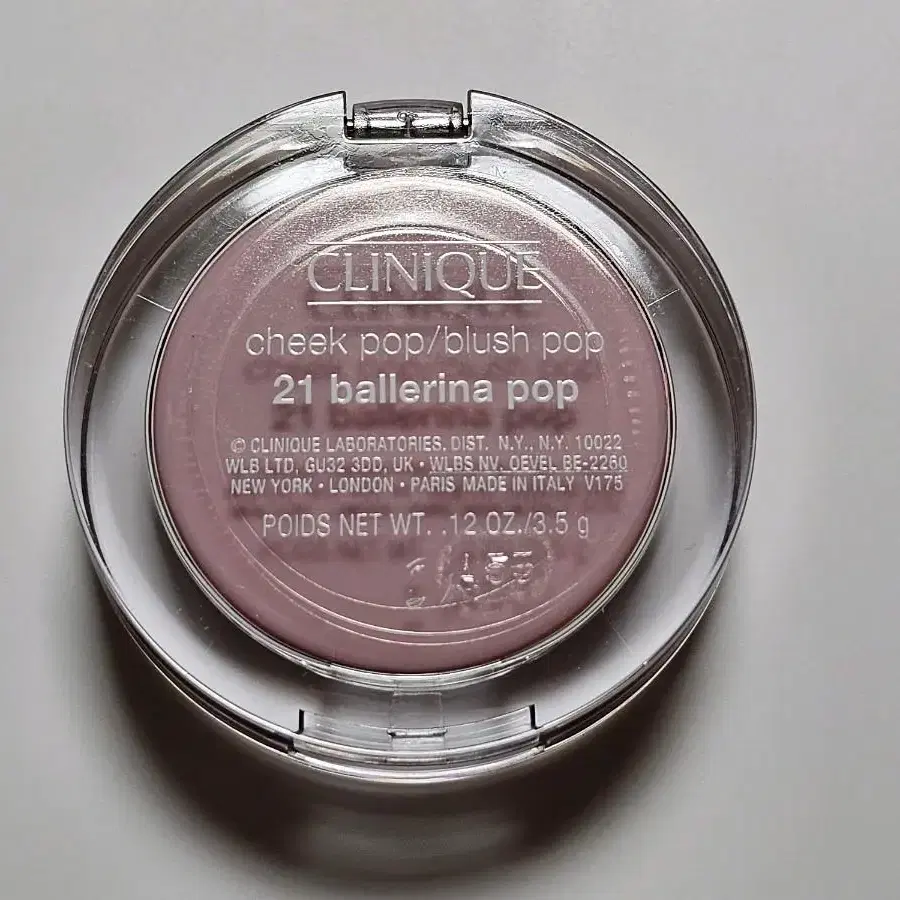 CLINIQUE
cheek pop/blush pop
21 ballerina pop
© CLINIQUE LABORATORIES, DIST. N.Y., N.Y. 10022
WLB LTD, GU32 3DD, UK • WLBS NV. OEVEL BE-2260
NEW YORK • LONDON • PARIS MADE IN ITALY V175
POIDS NET WT. .12 OZ./3.5 g